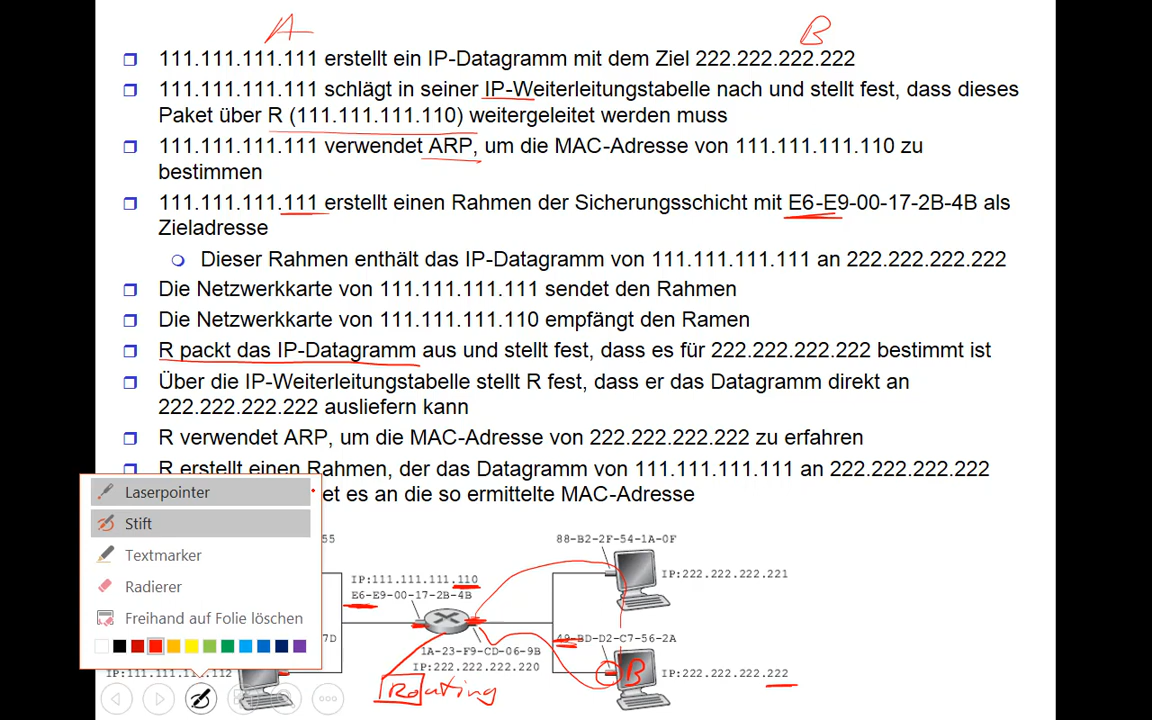 A B
111.111.111.111 erstellt ein IP-Datagramm mit dem Ziel 222.222.222.222
111.111.111.111 schlägt in seiner IP-Weiterleitungstabelle nach und stellt fest, dass dieses
Paket über R (111.111.111.110) weitergeleitet werden muss
111.111.111.111 verwendet ARP, um die MAC-Adresse von 111.111.111.110 zu
bestimmen
111.111.111.111 erstellt einen Rahmen der Sicherungsschicht mit E6-E9-00-17-2B-4B als
Zieladresse
Dieser Rahmen enthält das IP-Datagramm von 111.111.111.111 an 222.222.222.222
Die Netzwerkkarte von 111.111.111.111 sendet den Rahmen
Die Netzwerkkarte von 111.111.111.110 empfängt den Ramen
R packt das IP-Datagramm aus und stellt fest, dass es für 222.222.222.222 bestimmt ist
Über die IP-Weiterleitungstabelle stellt R fest, dass er das Datagramm direkt an
222.222.222.222 ausliefern kann
R verwendet ARP, um die MAC-Adresse von 222.222.222.222 zu erfahren
R erstellt einen Rahmen, der das Datagramm von 111.111.111.111 an 222.222.222.222
et es an die so ermittelte MAC-Adresse
Laserpointer
Stift
Textmarker
Radierer
Freihand auf Folie löschen
55
88-B2-2F-54-1A-0F
IP:111.111.111.110
IP:222.222.222.221
E6-E9-00-17-2B-4B
7D
49-BD-D2-C7-56-2A
1A-23-F9-CD-06-9B
IP:222.222.222.220
IP:111.111.111.112
B
IP:222.222.222.222
Routing